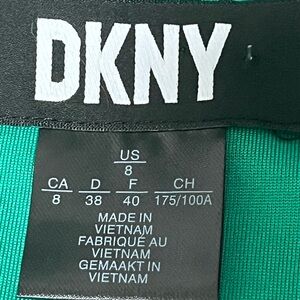 DKNY
US
8
CA D F CH
8 38 40 175/100A
MADE IN
VIETNAM
FABRIQUÉ AU
VIETNAM
GEMAAKT IN
VIETNAM